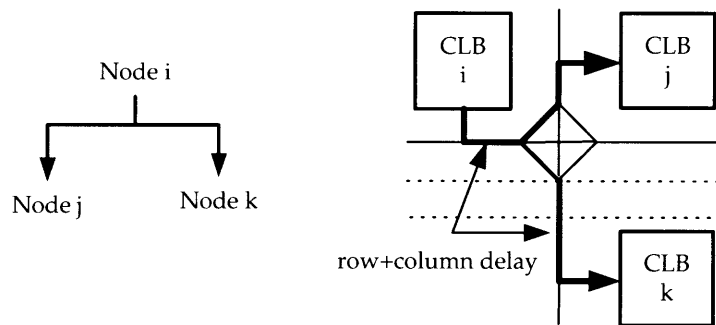 Node i
Node j
Node k
CLB
i
CLB
j
row+column delay
CLB
k